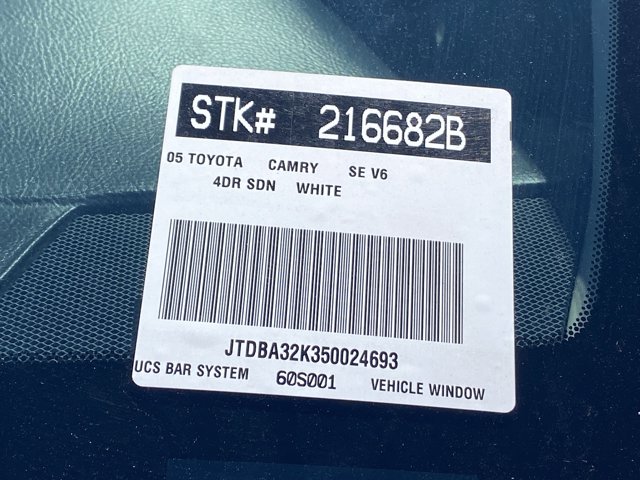 STK# 216682B
05 TOYOTA CAMRY SE V6
4DR SDN WHITE
JTDBA32K350024693
UCS BAR SYSTEM 60S001 VEHICLE WINDOW